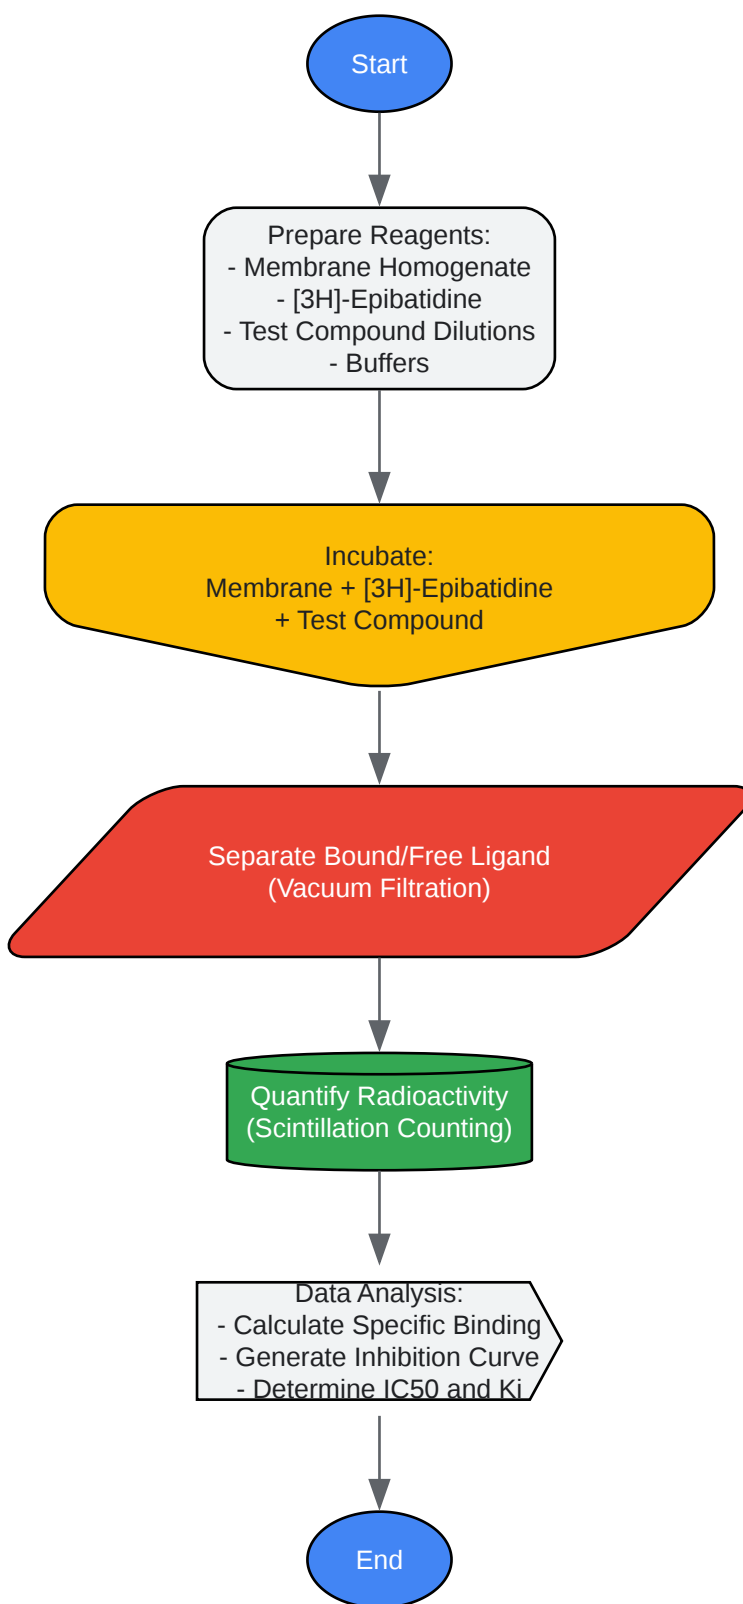 Start
Prepare Reagents:
- Membrane Homogenate
- [3H]-Epibatidine
- Test Compound Dilutions
- Buffers
Incubate:
Membrane + [3H]-Epibatidine
+ Test Compound
Separate Bound/Free Ligand
(Vacuum Filtration)
Quantify Radioactivity
(Scintillation Counting)
Data Analysis:
- Calculate Specific Binding
- Generate Inhibition Curve
- Determine IC50 and Ki
End